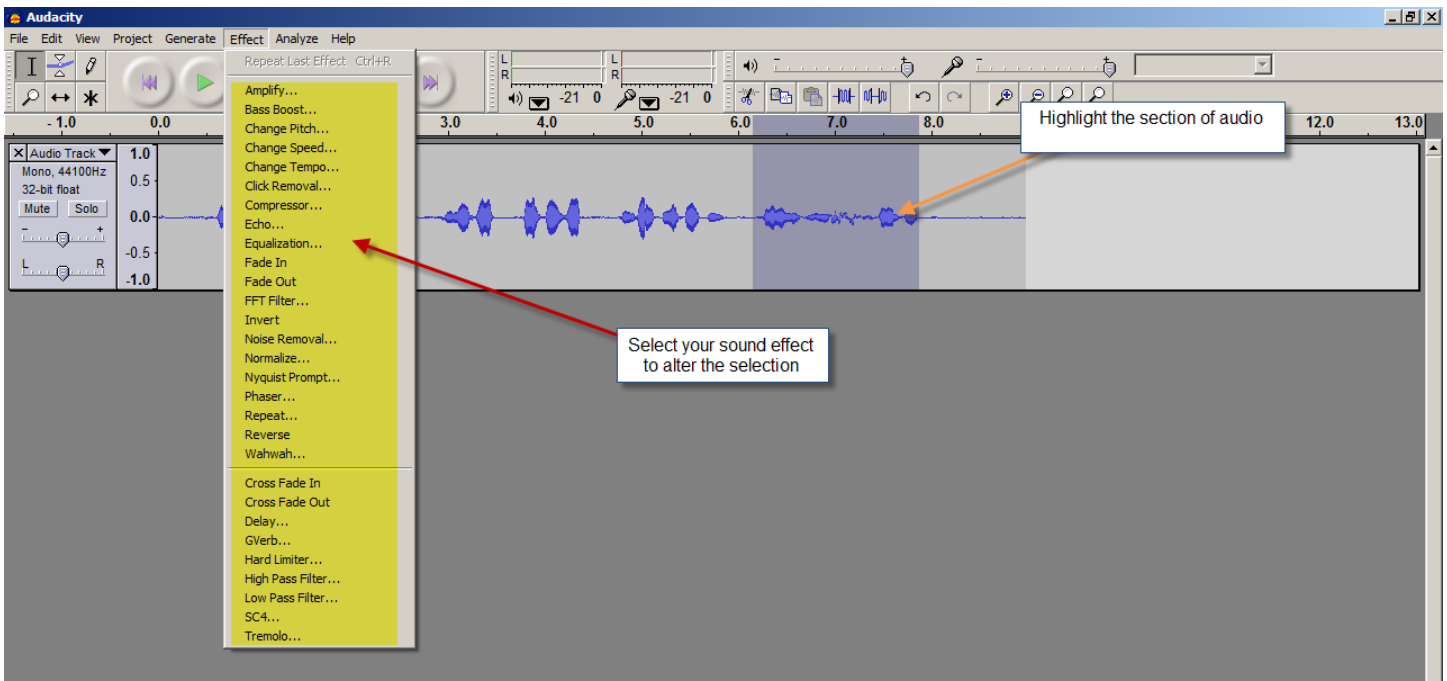 Audacity
File Edit View Project Generate Effect Analyze Help
Repeat Last Effect Ctrl+R
Amplify...
Bass Boost...
Change Pitch...
Change Speed...
Change Tempo...
Click Removal...
Compressor...
Echo...
Equalization...
Fade In
Fade Out
FFT Filter...
Invert
Noise Removal...
Normalize...
Nyquist Prompt...
Phaser...
Repeat...
Reverse
Wahwah...
Cross Fade In
Cross Fade Out
Delay...
GVerb...
Hard Limiter...
High Pass Filter...
Low Pass Filter...
SC4...
Tremolo...
L L
R R
-21 0 -21 0
- 1.0 0.0 3.0 4.0 5.0 6.0 7.0 8.0 12.0 13.0
Highlight the section of audio
X Audio Track 1.0
Mono, 44100Hz
32-bit float
0.5
Mute Solo
0.0
- +
-0.5
L R
-1.0
Select your sound effect
to alter the selection